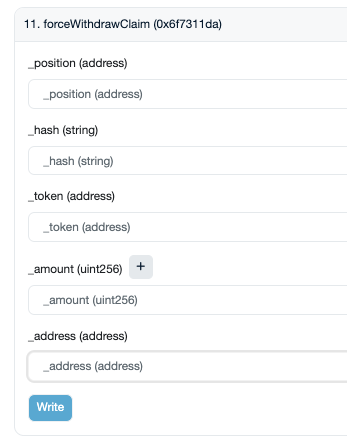 11. forceWithdrawClaim (0x6f7311da)
_position (address)
_position (address)
_hash (string)
_hash (string)
_token (address)
_token (address)
_amount (uint256) +
_amount (uint256)
_address (address)
_address (address)
Write